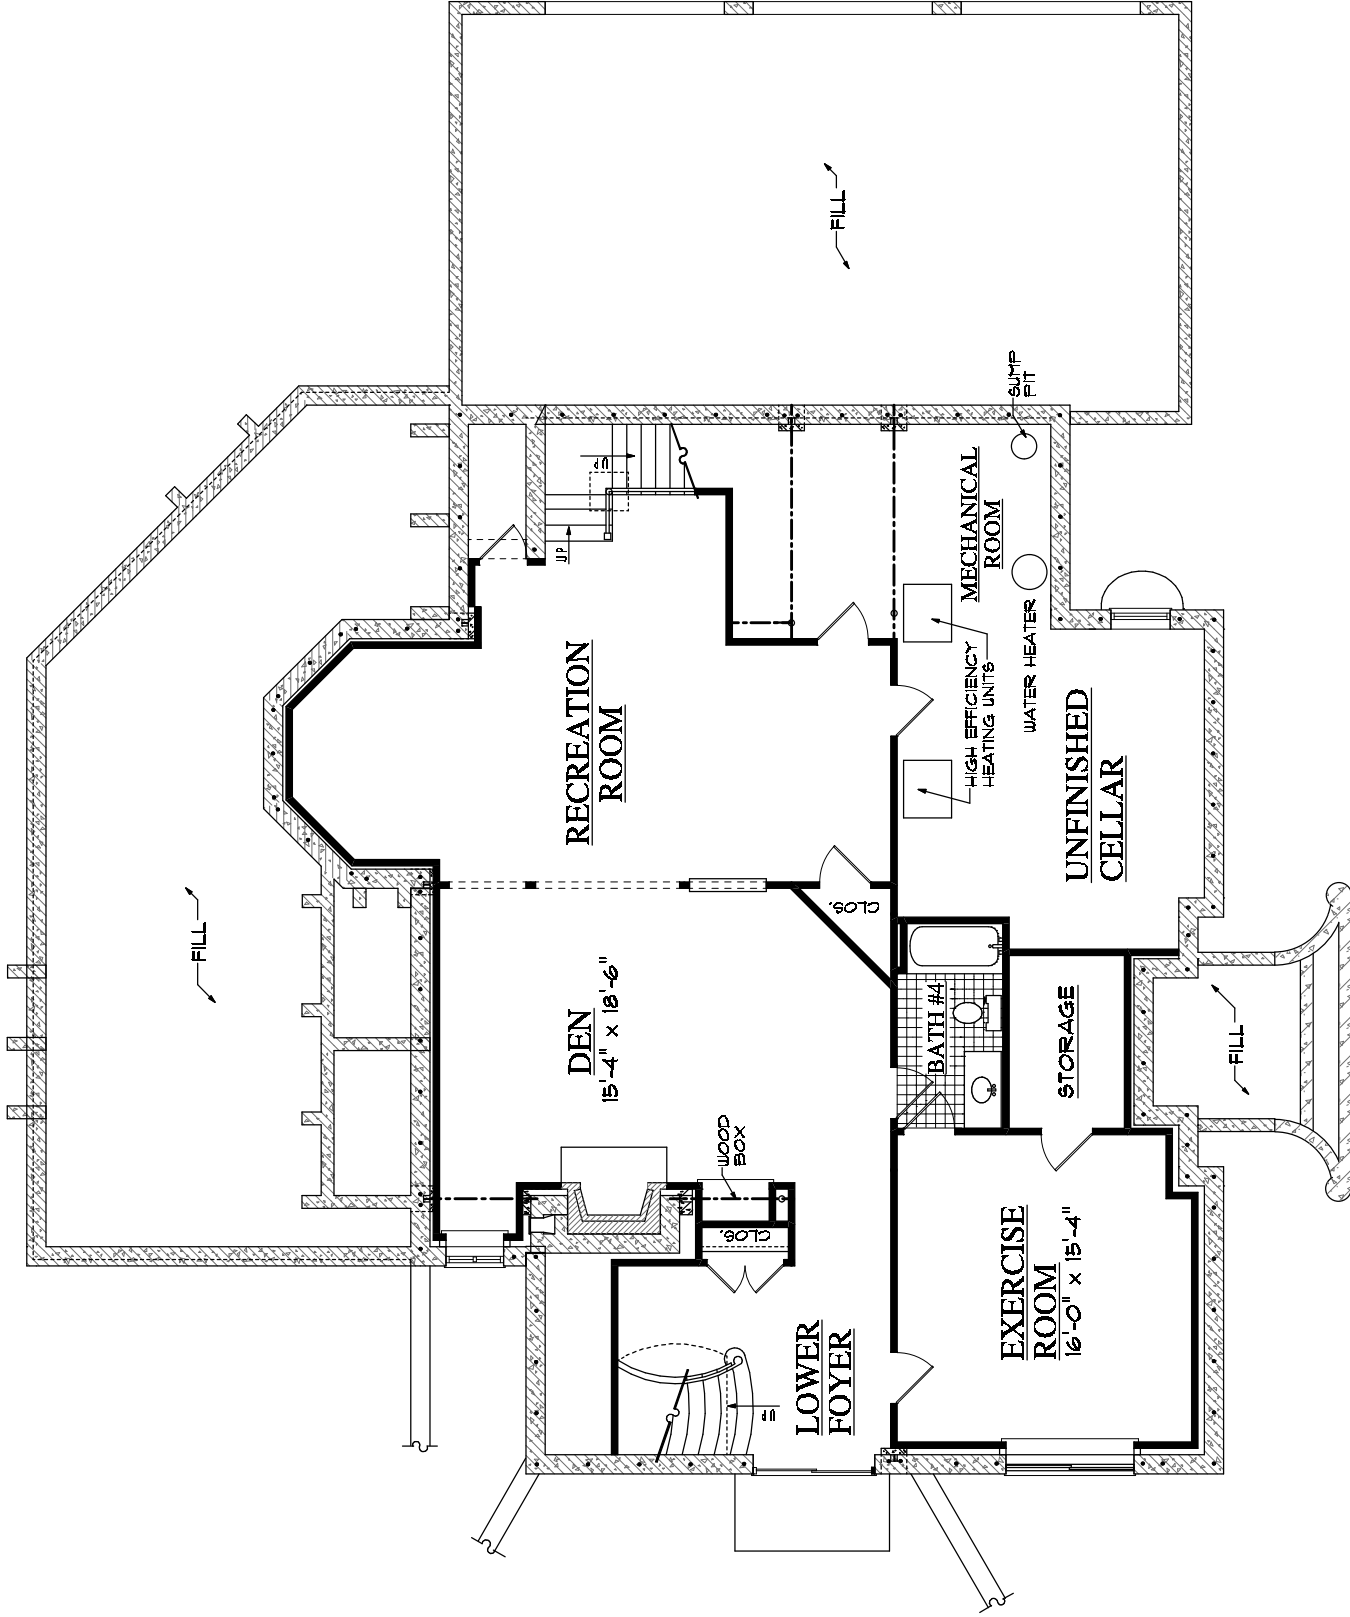 FILL
FILL
UP
UP
SUMP
PIT
MECHANICAL
ROOM
RECREATION
ROOM
HIGH EFFICIENCY
HEATING UNITS
WATER HEATER
UNFINISHED
CELLAR
CLOS.
DEN
15'-4" x 18'-6"
BATH #4
STORAGE
FILL
WOOD
BOX
CLOS.
LOWER
FOYER
UP
EXERCISE
ROOM
16'-0" x 15'-4"